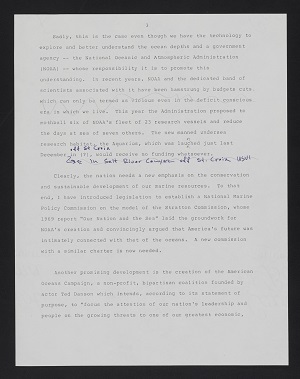 3
Sadly, this is the case even though we have the technology to
explore and better understand the ocean depths and a government
agency -- the National Oceanic and Atmospheric Administration
(NOAA) -- whose responsibility it is to promote this
understanding. In recent years, NOAA and the dedicated band of
scientists associated with it have been hamstrung by budgets cuts
which can only be termed as vicious even in the deficit conscious
era in which we live. This year the Administration proposed to
mothball six of NOAA's fleet of 23 research vessels and reduce
the days at sea of seven others. The new manned undersea
research habitat, the Aquarius, which was launched just last
off St Croix
December in would receive no funding whatsoever.
In Salt River Canyon off St. Croix, USVI
Clearly, the nation needs a new emphasis on the conservation
and sustainable development of our marine resources. To that
end, I have introduced legislation to establish a National Marine
Policy Commission on the model of the Stratton Commission, whose
1969 report "Our Nation and the Sea" laid the groundwork for
NOAA's creation and convincingly argued that America's future was
intimately connected with that of the oceans. A new commission
with a similar charter is now needed.
Another promising development is the creation of the American
Oceans Campaign, a non-profit, bipartisan coalition founded by
actor Ted Danson which intends, according to its statement of
purpose, to "focus the attention of our nation's leadership and
people on the growing threats to one of our greatest economic,